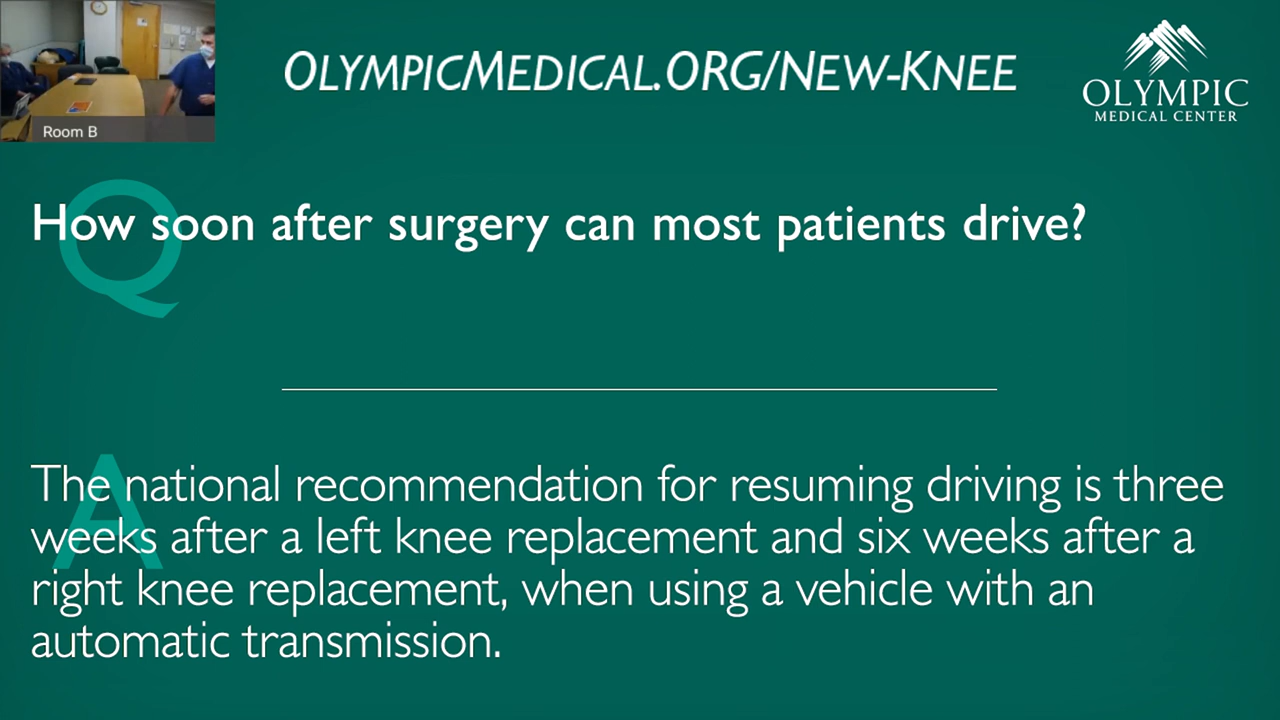 OLYMPICMEDICAL.ORG/NEW-KNEE
OLYMPIC
MEDICAL CENTER
Room B
Q
How soon after surgery can most patients drive?
A
The national recommendation for resuming driving is three
weeks after a left knee replacement and six weeks after a
right knee replacement, when using a vehicle with an
automatic transmission.